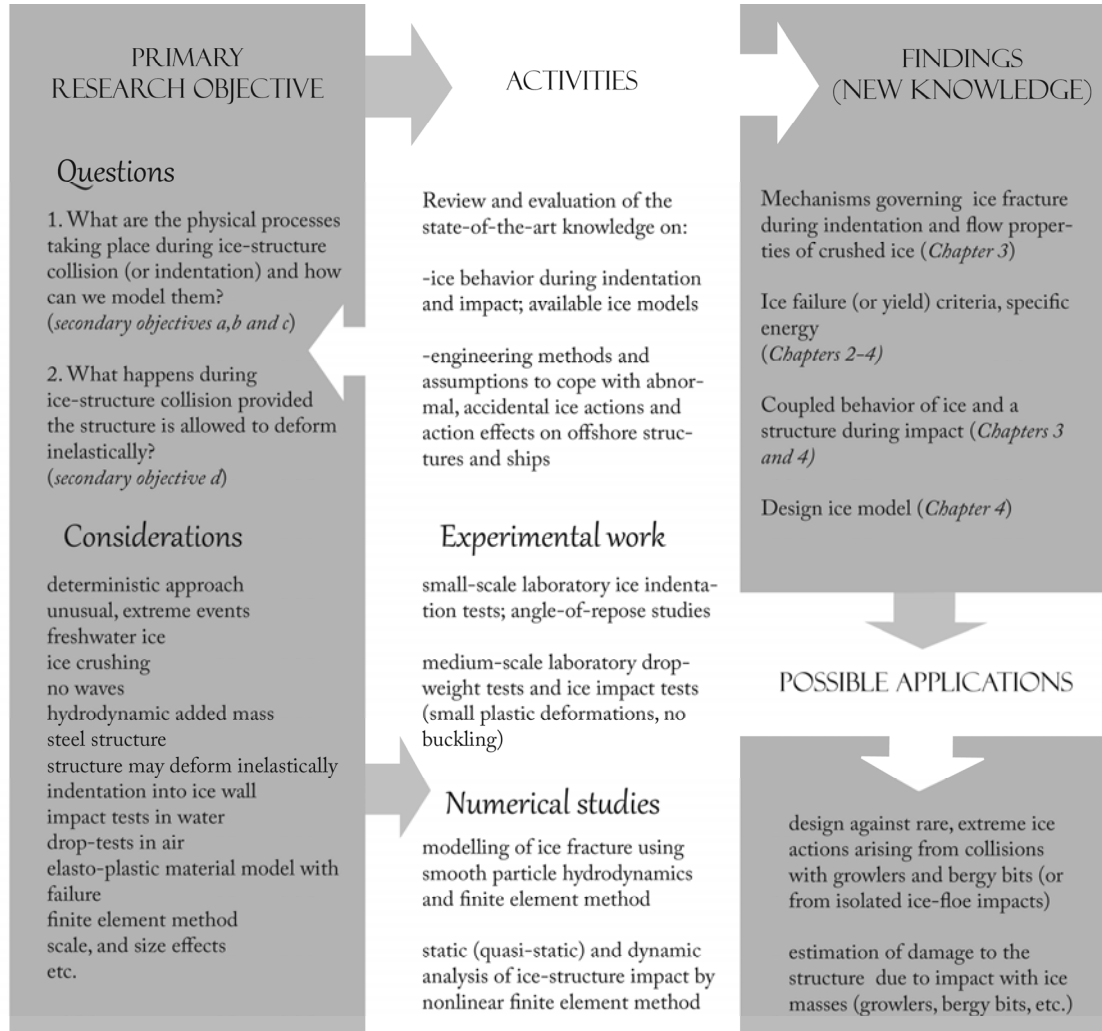 PRIMARY
RESEARCH OBJECTIVE
Questions
1. What are the physical processes
taking place during ice-structure
collision (or indentation) and how
can we model them?
(secondary objectives a,b and c)
2. What happens during
ice-structure collision provided
the structure is allowed to deform
inelastically?
(secondary objective d)
Considerations
deterministic approach
unusual, extreme events
freshwater ice
ice crushing
no waves
hydrodynamic added mass
steel structure
structure may deform inelastically
indentation into ice wall
impact tests in water
drop-tests in air
elasto-plastic material model with
failure
finite element method
scale, and size effects
etc.
ACTIVITIES
Review and evaluation of the
state-of-the-art knowledge on:
-ice behavior during indentation
and impact; available ice models
-engineering methods and
assumptions to cope with abnor-
mal, accidental ice actions and
action effects on offshore struc-
tures and ships
Experimental work
small-scale laboratory ice indenta-
tion tests; angle-of-repose studies
medium-scale laboratory drop-
weight tests and ice impact tests
(small plastic deformations, no
buckling)
Numerical studies
modelling of ice fracture using
smooth particle hydrodynamics
and finite element method
static (quasi-static) and dynamic
analysis of ice-structure impact by
nonlinear finite element method
FINDINGS
(NEW KNOWLEDGE)
Mechanisms governing ice fracture
during indentation and flow proper-
ties of crushed ice (Chapter 3)
Ice failure (or yield) criteria, specific
energy
(Chapters 2-4)
Coupled behavior of ice and a
structure during impact (Chapters 3
and 4)
Design ice model (Chapter 4)
POSSIBLE APPLICATIONS
design against rare, extreme ice
actions arising from collisions
with growlers and bergy bits (or
from isolated ice-floe impacts)
estimation of damage to the
structure due to impact with ice
masses (growlers, bergy bits, etc.)